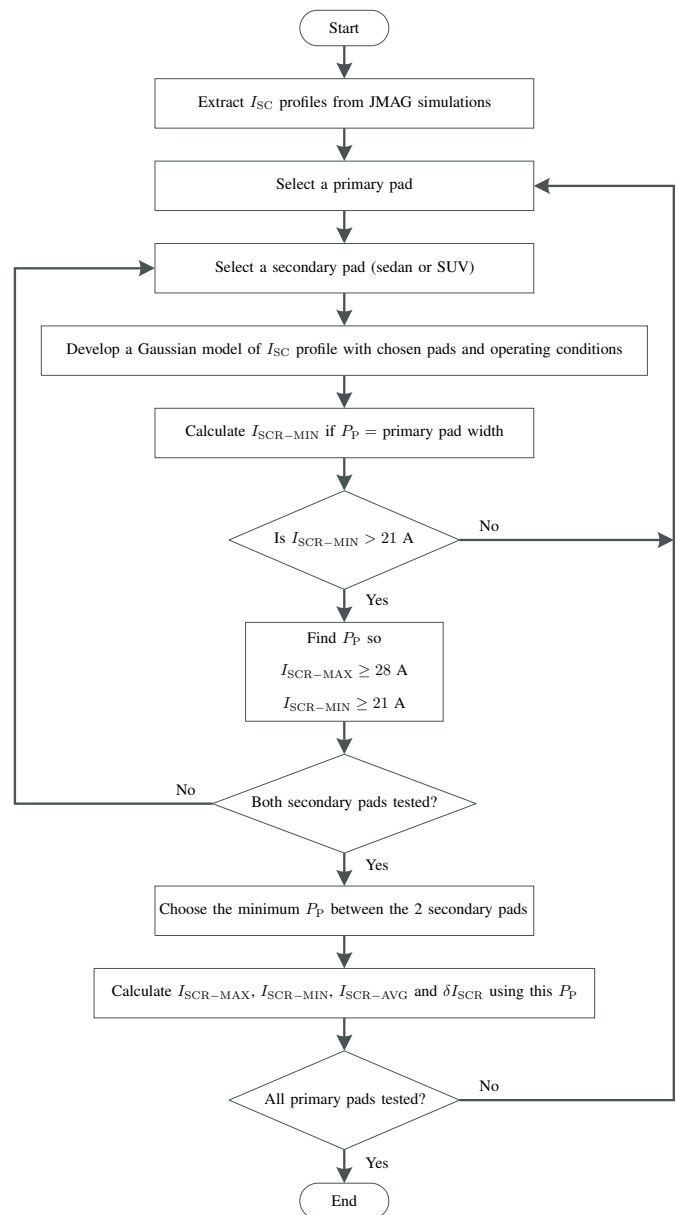 Start
Extract I_SC profiles from JMAG simulations
Select a primary pad
Select a secondary pad (sedan or SUV)
Develop a Gaussian model of I_SC profile with chosen pads and operating conditions
Calculate I_SCR−MIN if P_P = primary pad width
Is I_SCR−MIN > 21 A
No
Yes
Find P_P so
I_SCR−MAX ≥ 28 A
I_SCR−MIN ≥ 21 A
No
Both secondary pads tested?
Yes
Choose the minimum P_P between the 2 secondary pads
Calculate I_SCR−MAX, I_SCR−MIN, I_SCR−AVG and δI_SCR using this P_P
No
All primary pads tested?
Yes
End